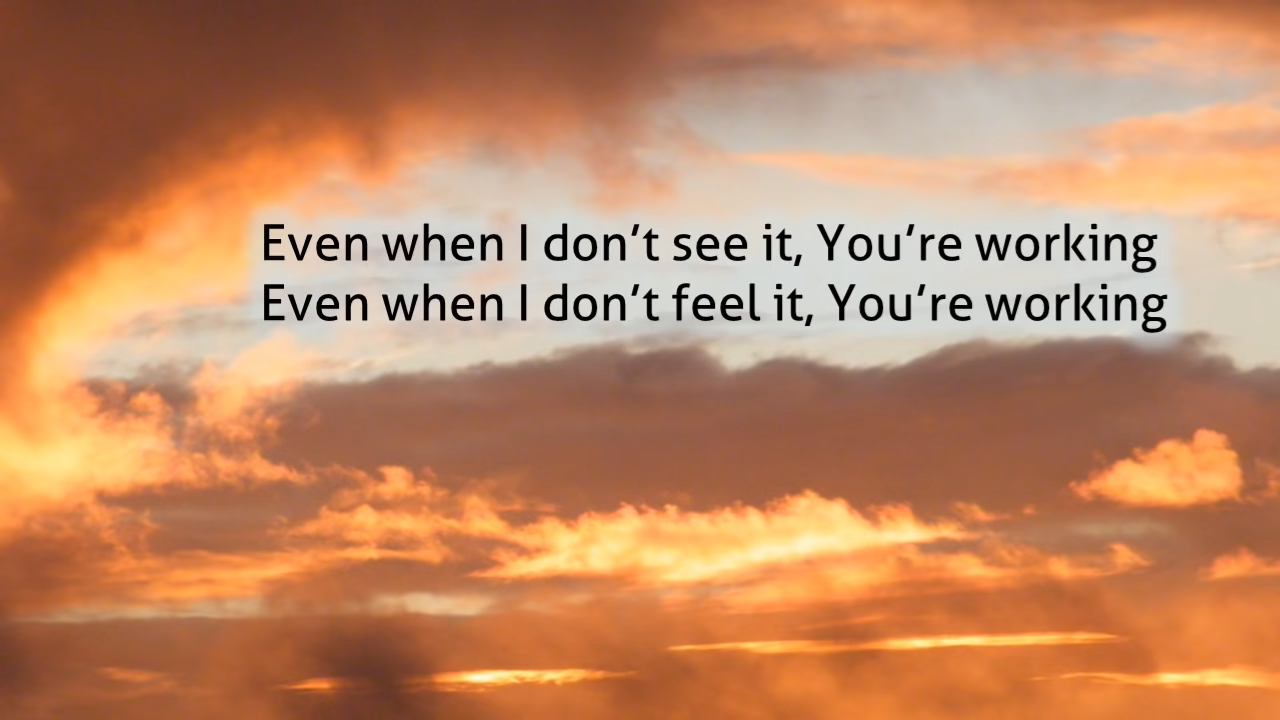 Even when I don’t see it, You’re working
Even when I don’t feel it, You’re working